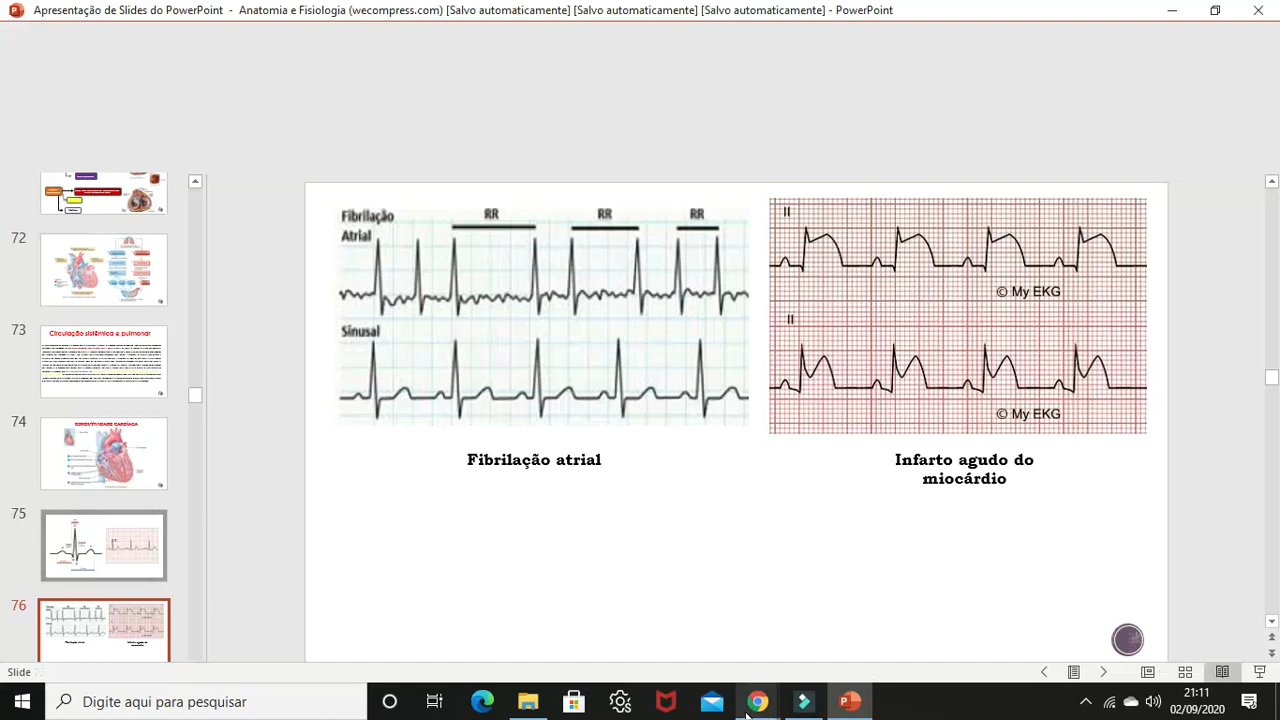 Apresentação de Slides do PowerPoint - Anatomia e Fisiologia (wecompress.com) [Salvo automaticamente] [Salvo automaticamente] [Salvo automaticamente] - PowerPoint
72
73
Circulação sistêmica e pulmonar
74
CONDUTIVIDADE CARDÍACA
75
76
Fibrilação
Atrial
RR
RR
RR
Sinusal
II
© My EKG
II
© My EKG
Fibrilação atrial
Infarto agudo do
miocárdio
Slide
Digite aqui para pesquisar
21:11
02/09/2020